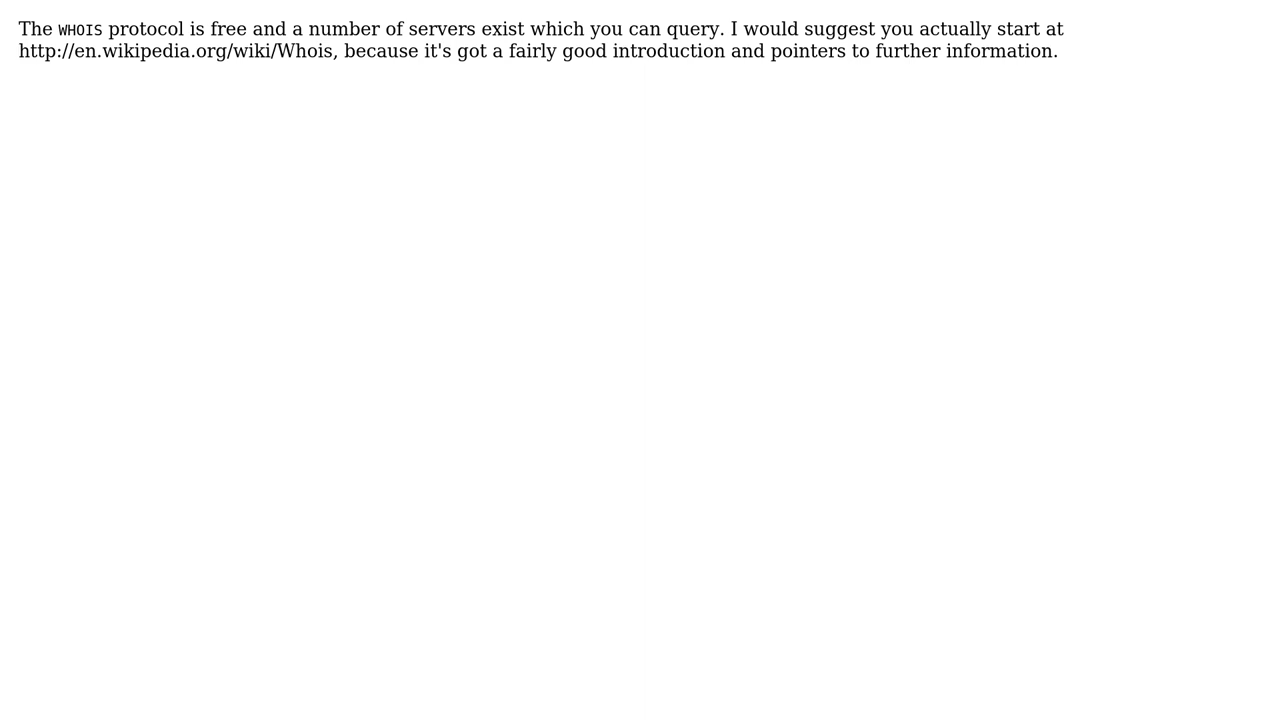 The WHOIS protocol is free and a number of servers exist which you can query. I would suggest you actually start at
http://en.wikipedia.org/wiki/Whois, because it's got a fairly good introduction and pointers to further information.